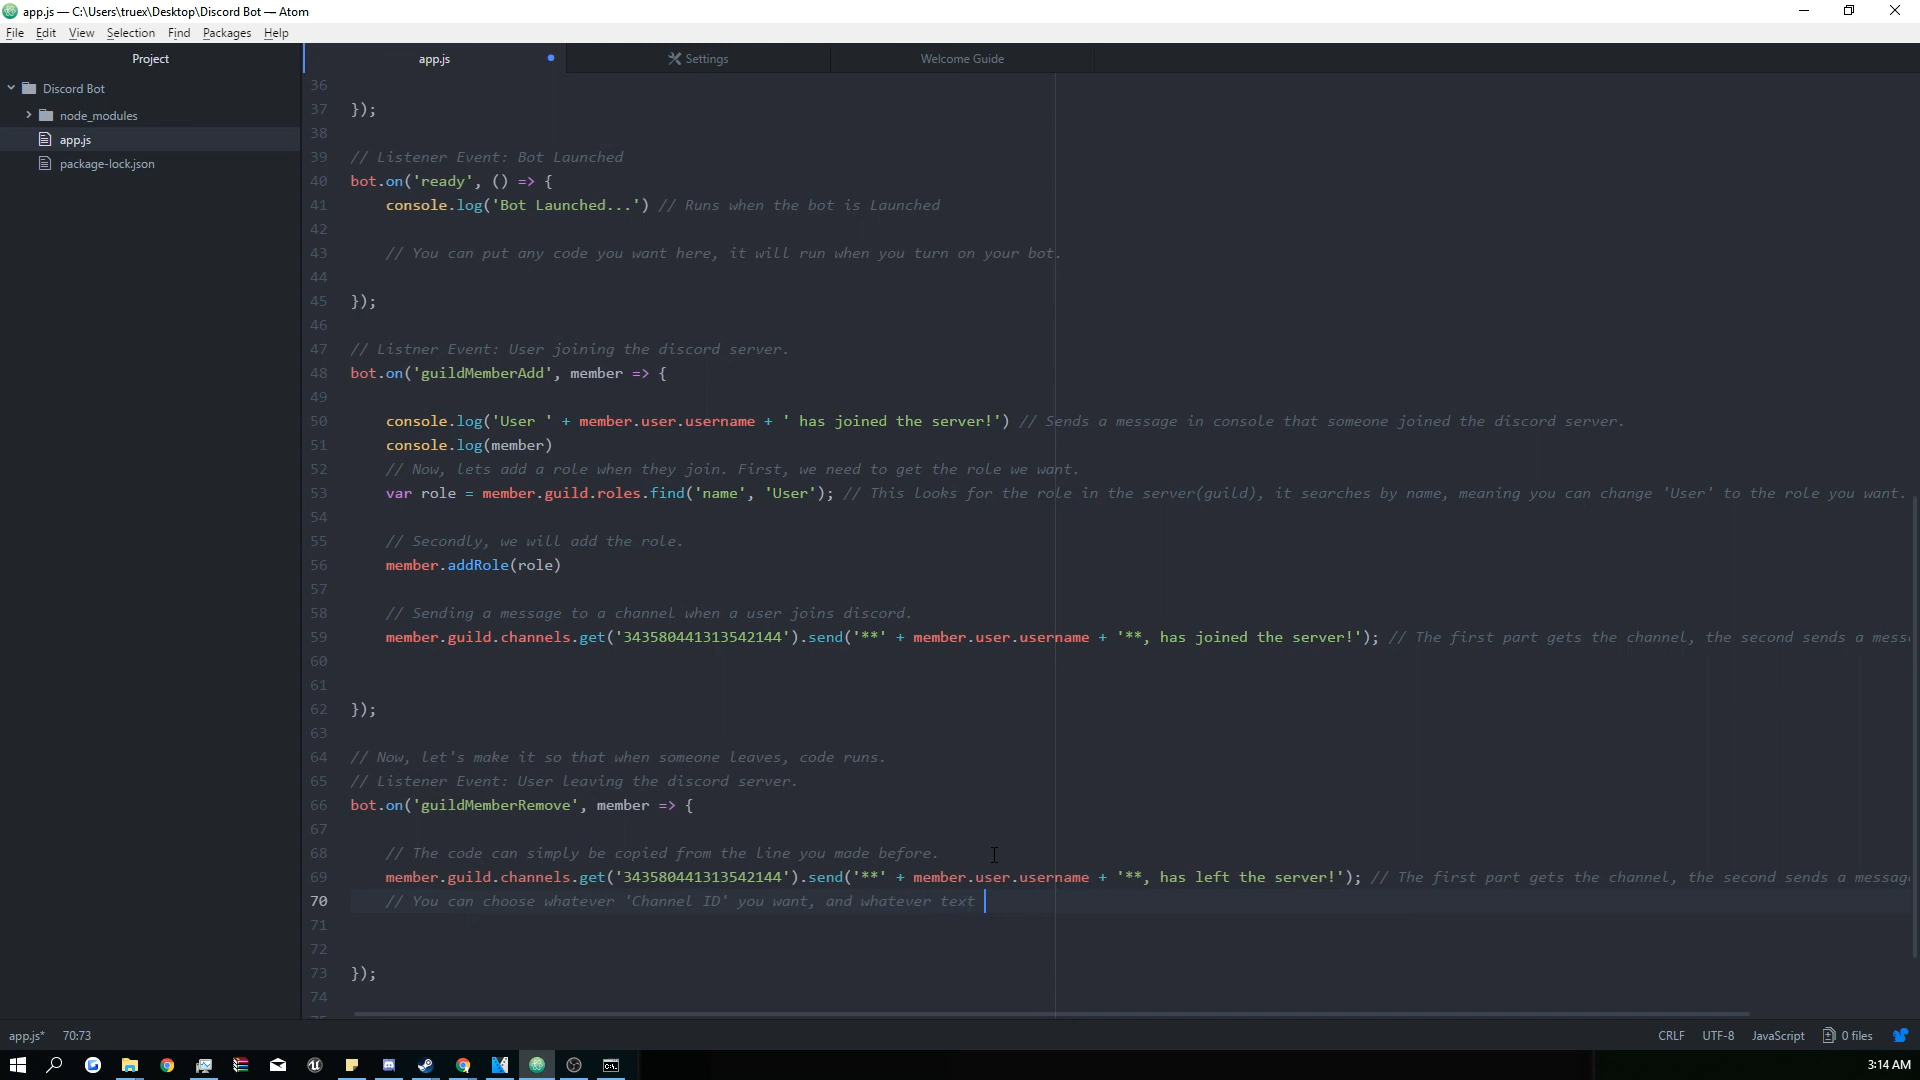 app.js — C:\Users\truex\Desktop\Discord Bot — Atom
File Edit View Selection Find Packages Help
Project
app.js
Settings
Welcome Guide
Discord Bot
node_modules
app.js
package-lock.json
36
37 });
38
39 // Listener Event: Bot Launched
40 bot.on('ready', () => {
41 console.log('Bot Launched...') // Runs when the bot is Launched
42
43 // You can put any code you want here, it will run when you turn on your bot.
44
45 });
46
47 // Listner Event: User joining the discord server.
48 bot.on('guildMemberAdd', member => {
49
50 console.log('User ' + member.user.username + ' has joined the server!') // Sends a message in console that someone joined the discord server.
51 console.log(member)
52 // Now, lets add a role when they join. First, we need to get the role we want.
53 var role = member.guild.roles.find('name', 'User'); // This looks for the role in the server(guild), it searches by name, meaning you can change 'User' to the role you want.
54
55 // Secondly, we will add the role.
56 member.addRole(role)
57
58 // Sending a message to a channel when a user joins discord.
59 member.guild.channels.get('343580441313542144').send('**' + member.user.username + '**, has joined the server!'); // The first part gets the channel, the second sends a mess
60
61
62 });
63
64 // Now, let's make it so that when someone leaves, code runs.
65 // Listener Event: User leaving the discord server.
66 bot.on('guildMemberRemove', member => {
67
68 // The code can simply be copied from the line you made before.
69 member.guild.channels.get('343580441313542144').send('**' + member.user.username + '**, has left the server!'); // The first part gets the channel, the second sends a message
70 // You can choose whatever 'Channel ID' you want, and whatever text
71
72
73 });
74
app.js* 70:73
CRLF UTF-8 JavaScript 0 files
3:14 AM